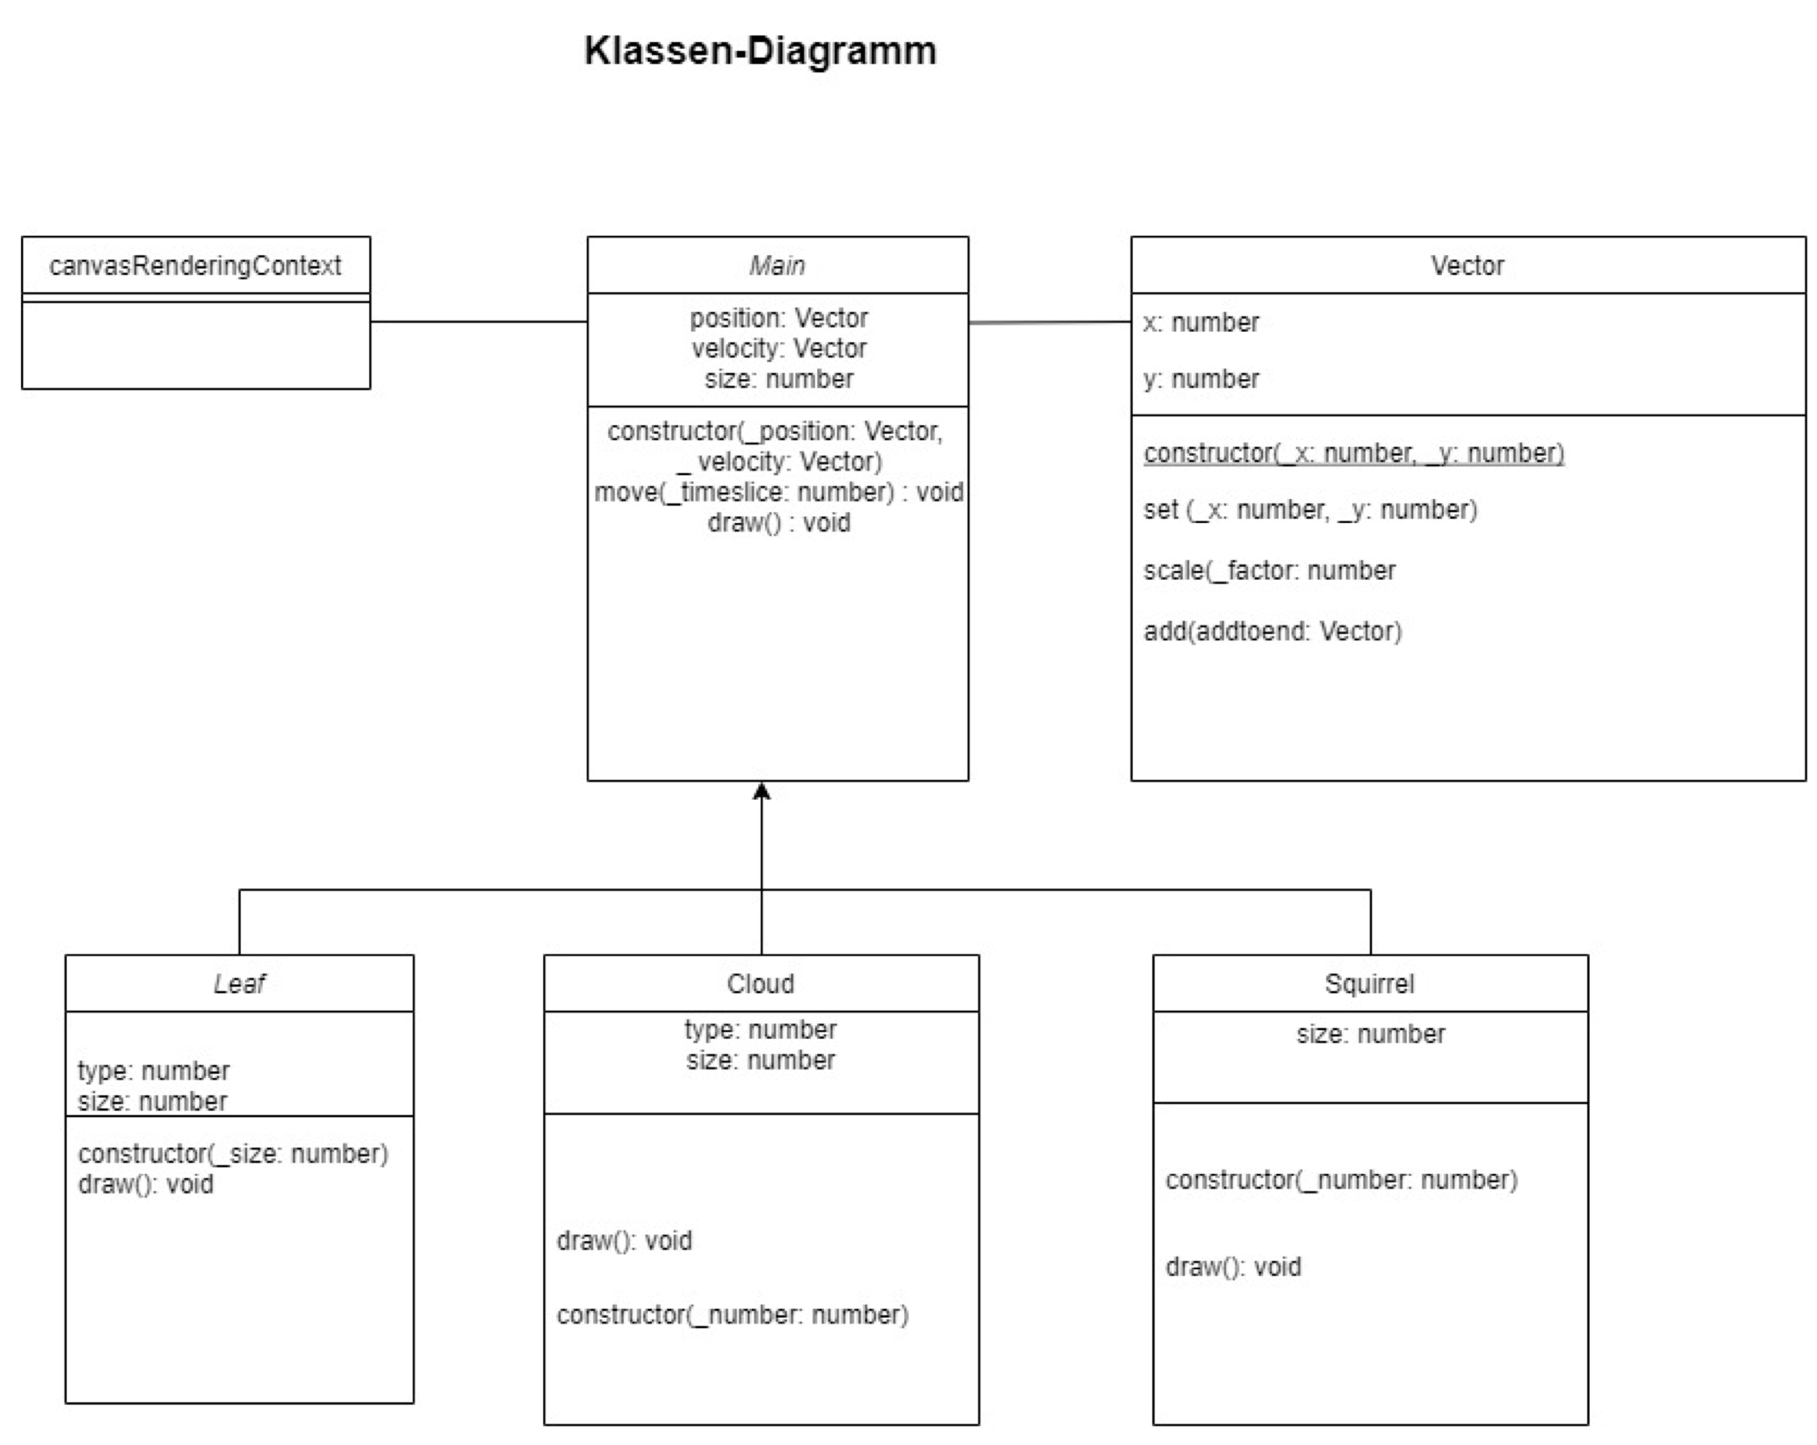 Klassen-Diagramm
canvasRenderingContext
Main
position: Vector
velocity: Vector
size: number
constructor(_position: Vector,
_ velocity: Vector)
move(_timeslice: number) : void
draw() : void
Vector
x: number
y: number
constructor(_x: number, _y: number)
set (_x: number, _y: number)
scale(_factor: number
add(addtoend: Vector)
Leaf
type: number
size: number
constructor(_size: number)
draw(): void
Cloud
type: number
size: number
draw(): void
constructor(_number: number)
Squirrel
size: number
constructor(_number: number)
draw(): void